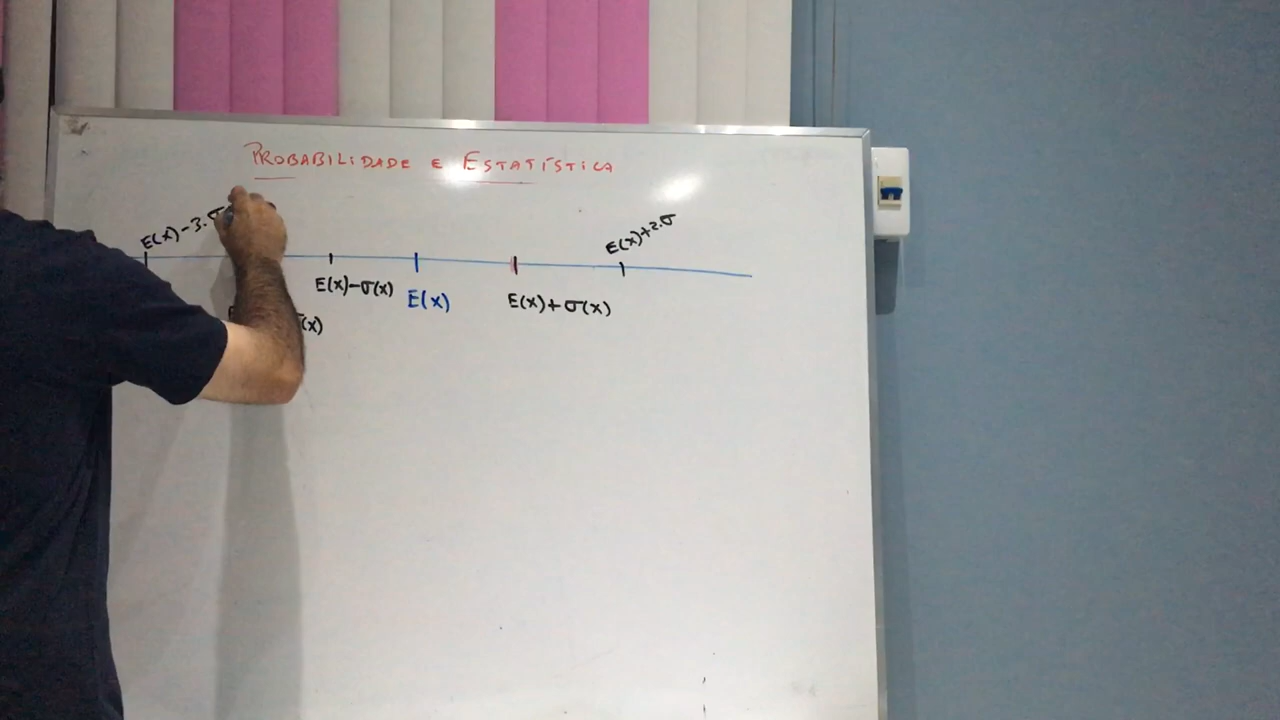 PROBABILIDADE E ESTATÍSTICA
E(x)-3.σ
E(x)+2.σ
E(x)-σ(x)
E(x)
E(x)+σ(x)
σ(x)